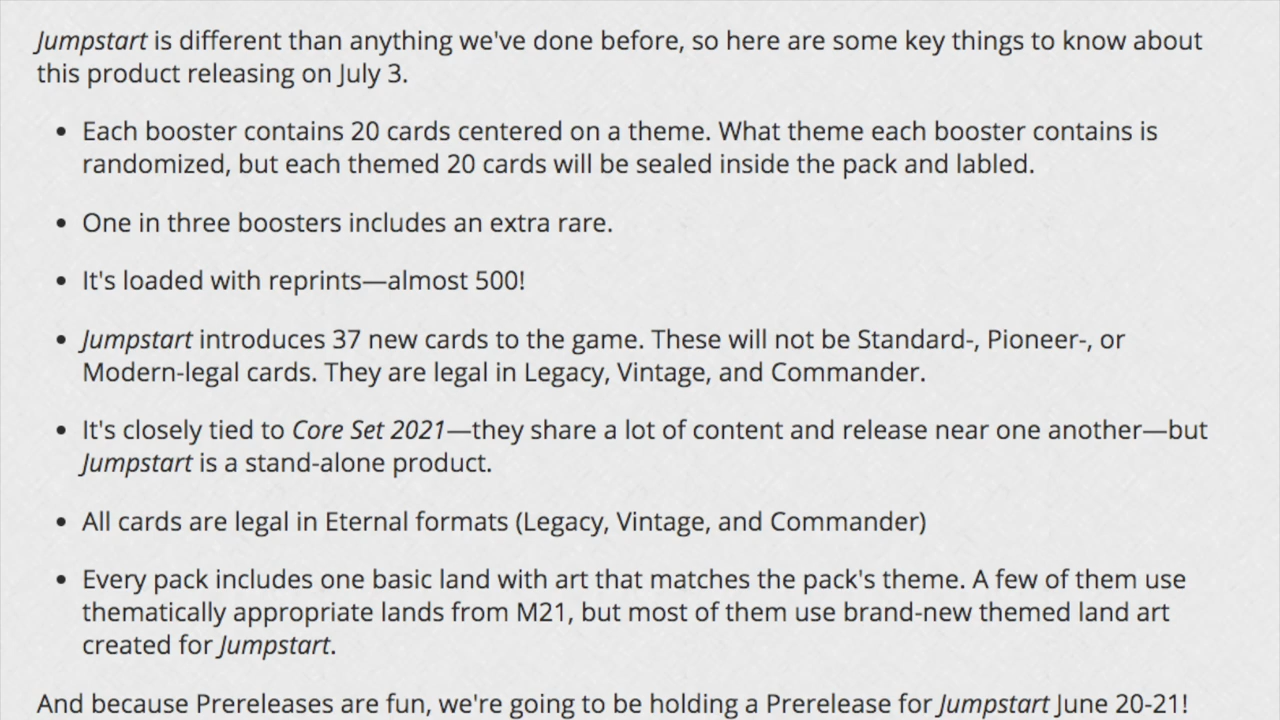 Jumpstart is different than anything we've done before, so here are some key things to know about
this product releasing on July 3.
• Each booster contains 20 cards centered on a theme. What theme each booster contains is
randomized, but each themed 20 cards will be sealed inside the pack and labled.
• One in three boosters includes an extra rare.
• It's loaded with reprints—almost 500!
• Jumpstart introduces 37 new cards to the game. These will not be Standard-, Pioneer-, or
Modern-legal cards. They are legal in Legacy, Vintage, and Commander.
• It's closely tied to Core Set 2021—they share a lot of content and release near one another—but
Jumpstart is a stand-alone product.
• All cards are legal in Eternal formats (Legacy, Vintage, and Commander)
• Every pack includes one basic land with art that matches the pack's theme. A few of them use
thematically appropriate lands from M21, but most of them use brand-new themed land art
created for Jumpstart.
And because Prereleases are fun, we're going to be holding a Prerelease for Jumpstart June 20-21!